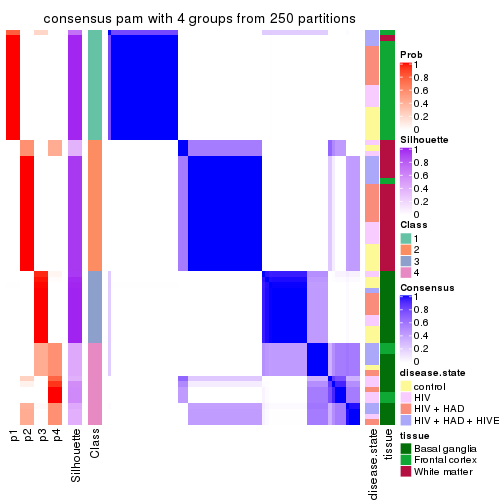 consensus pam with 4 groups from 250 partitions
Prob
1
0.8
0.6
0.4
0.2
0
Silhouette
1
0.8
0.6
0.4
0.2
0
Class
1
2
3
4
Consensus
1
0.8
0.6
0.4
0.2
0
disease.state
control
HIV
HIV + HAD
HIV + HAD + HIVE
tissue
Basal ganglia
Frontal cortex
White matter
p1
p2
p3
p4
Silhouette
Class
disease.state
tissue